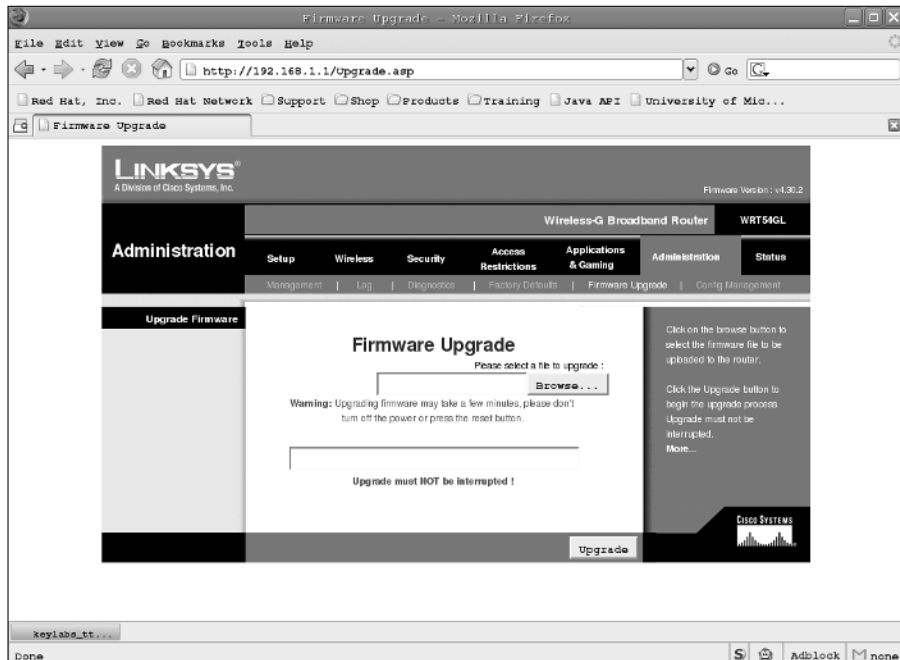 Firmware Upgrade - Mozilla Firefox
File Edit View Go Bookmarks Tools Help
http://192.168.1.1/Upgrade.asp
Go
Red Hat, Inc. Red Hat Network Support Shop Products Training Java API University of Mic...
Firmware Upgrade
LINKSYS®
A Division of Cisco Systems, Inc.
Firmware Version : v4.30.2
Wireless-G Broadband Router WRT54GL
Administration
Setup Wireless Security Access Restrictions Applications & Gaming Administration Status
Management | Log | Diagnostics | Factory Defaults | Firmware Upgrade | Config Management
Upgrade Firmware
Firmware Upgrade
Please select a file to upgrade :
Browse...
Warning: Upgrading firmware may take a few minutes, please don't
turn off the power or press the reset button.
Upgrade must NOT be interrupted !
Click on the browse button to
select the firmware file to be
uploaded to the router.
Click the Upgrade button to
begin the upgrade process.
Upgrade must not be
interrupted.
More...
CISCO SYSTEMS
Upgrade
keylabs_tt...
Done
S Adblock M none